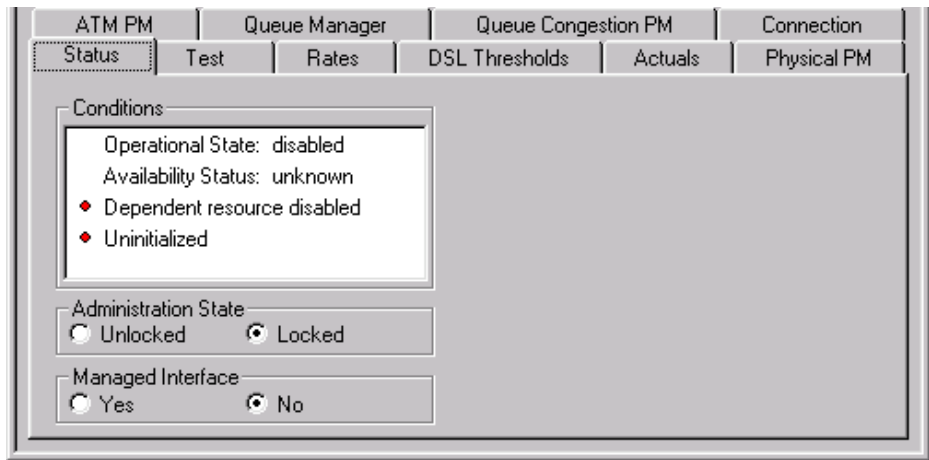 ATM PM Queue Manager Queue Congestion PM Connection
Status Test Rates DSL Thresholds Actuals Physical PM
Conditions
Operational State: disabled
Availability Status: unknown
Dependent resource disabled
Uninitialized
Administration State
Unlocked Locked
Managed Interface
Yes No